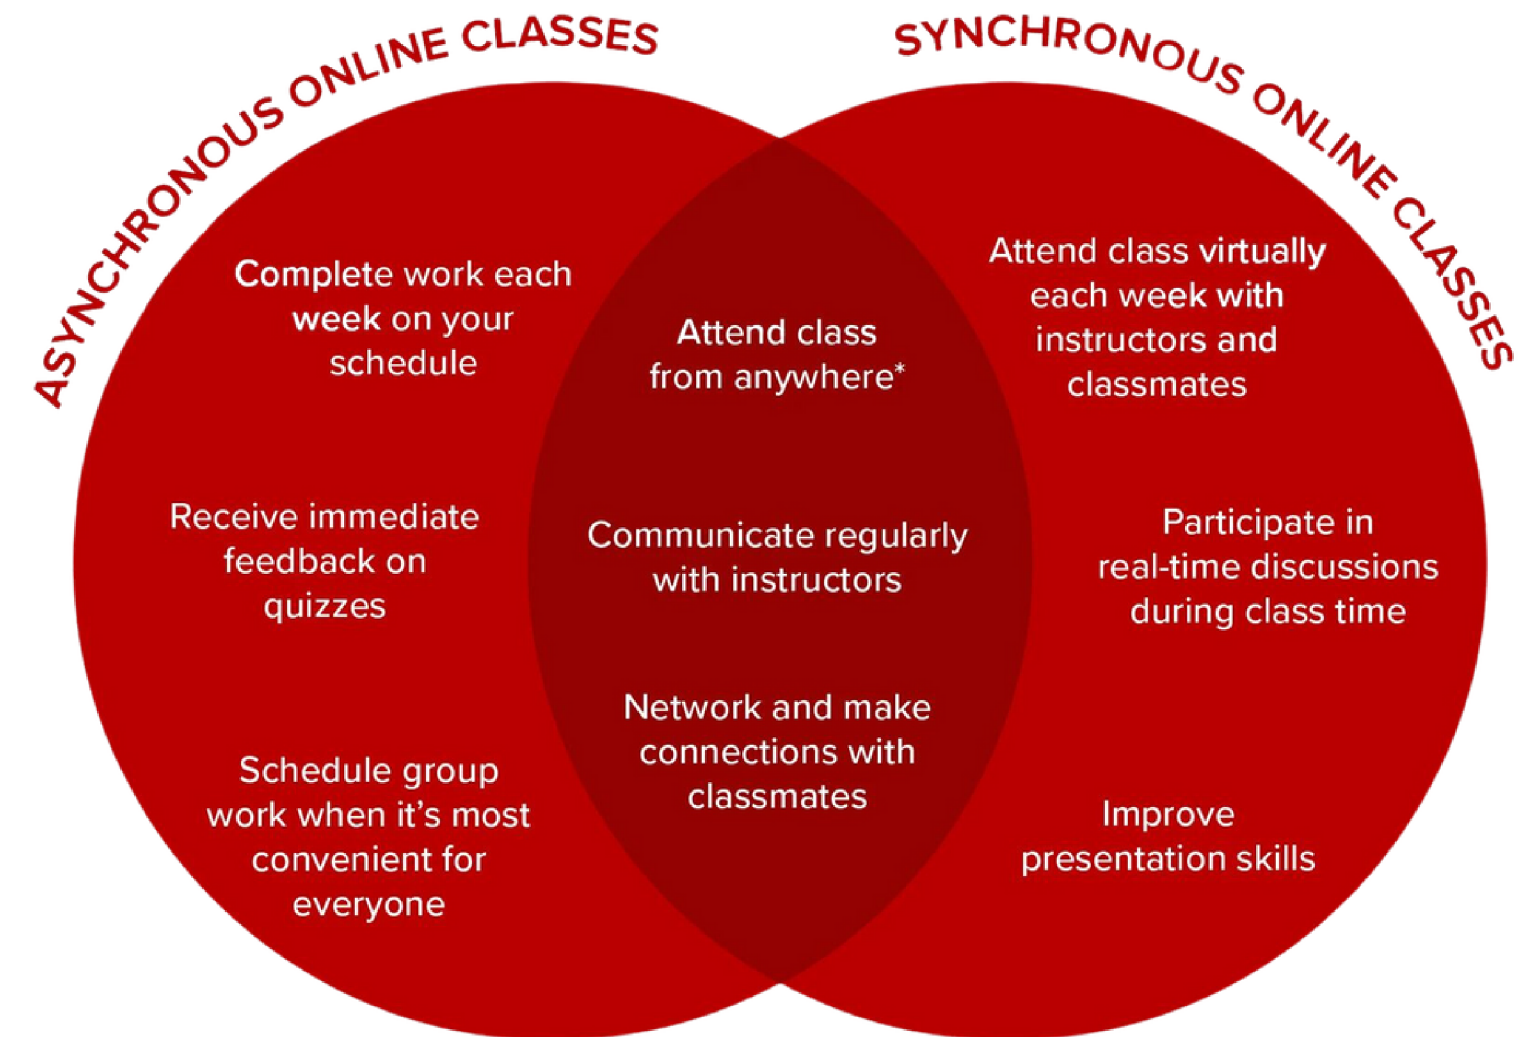 ASYNCHRONOUS ONLINE CLASSES
SYNCHRONOUS ONLINE CLASSES
Complete work each
week on your
schedule
Receive immediate
feedback on
quizzes
Schedule group
work when it’s most
convenient for
everyone
Attend class
from anywhere*
Communicate regularly
with instructors
Network and make
connections with
classmates
Attend class virtually
each week with
instructors and
classmates
Participate in
real-time discussions
during class time
Improve
presentation skills